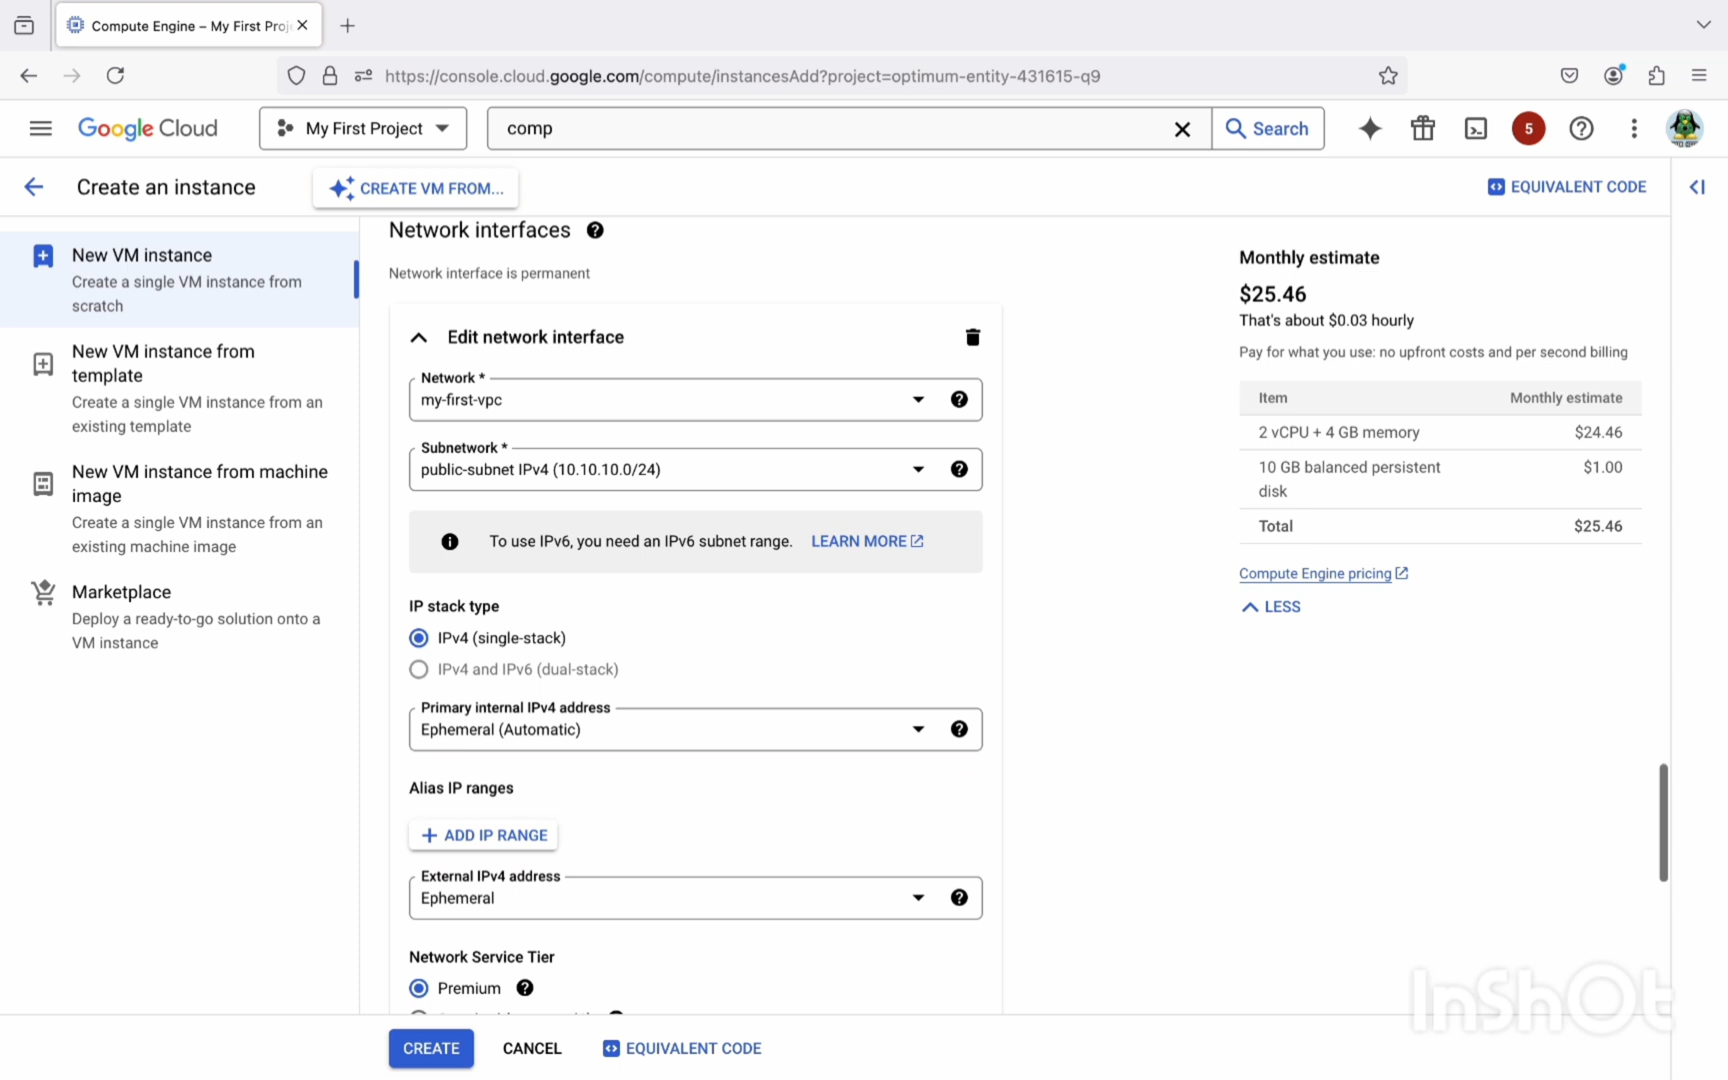 Compute Engine – My First Proj
https://console.cloud.google.com/compute/instancesAdd?project=optimum-entity-431615-q9
Google Cloud
My First Project
comp
Search
5
Create an instance
CREATE VM FROM...
EQUIVALENT CODE
New VM instance
Create a single VM instance from
scratch
New VM instance from
template
Create a single VM instance from an
existing template
New VM instance from machine
image
Create a single VM instance from an
existing machine image
Marketplace
Deploy a ready-to-go solution onto a
VM instance
Network interfaces
Network interface is permanent
Edit network interface
Network *
my-first-vpc
Subnetwork *
public-subnet IPv4 (10.10.10.0/24)
To use IPv6, you need an IPv6 subnet range. LEARN MORE
IP stack type
IPv4 (single-stack)
IPv4 and IPv6 (dual-stack)
Primary internal IPv4 address
Ephemeral (Automatic)
Alias IP ranges
ADD IP RANGE
External IPv4 address
Ephemeral
Network Service Tier
Premium
CREATE
CANCEL
EQUIVALENT CODE
Monthly estimate
$25.46
That's about $0.03 hourly
Pay for what you use: no upfront costs and per second billing
Item Monthly estimate
2 vCPU + 4 GB memory $24.46
10 GB balanced persistent $1.00
disk
Total $25.46
Compute Engine pricing
LESS
InShOt